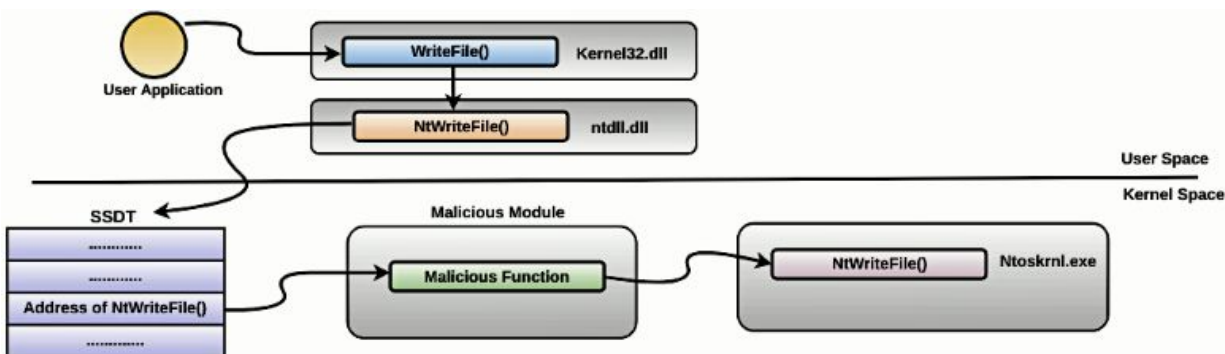 WriteFile()
Kernel32.dll
User Application
NtWriteFile()
ntdll.dll
User Space
Kernel Space
SSDT
Malicious Module
............
............
Address of NtWriteFile()
.............
Malicious Function
NtWriteFile()
Ntoskrnl.exe